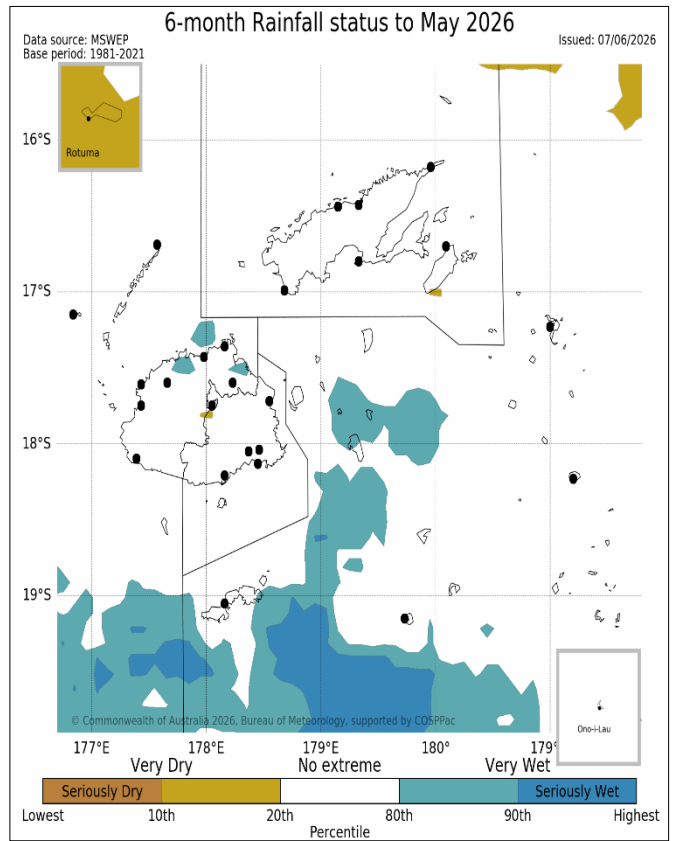 6-month Rainfall status to May 2026
Data source: MSWEP
Base period: 1981-2021
Issued: 07/06/2026
Rotuma
16°S
17°S
18°S
19°S
Ono-i-Lau
© Commonwealth of Australia 2026, Bureau of Meteorology, supported by COSPPac
177°E 178°E 179°E 180° 179°
Very Dry No extreme Very Wet
Seriously Dry Seriously Wet
Lowest 10th 20th 80th 90th Highest
Percentile